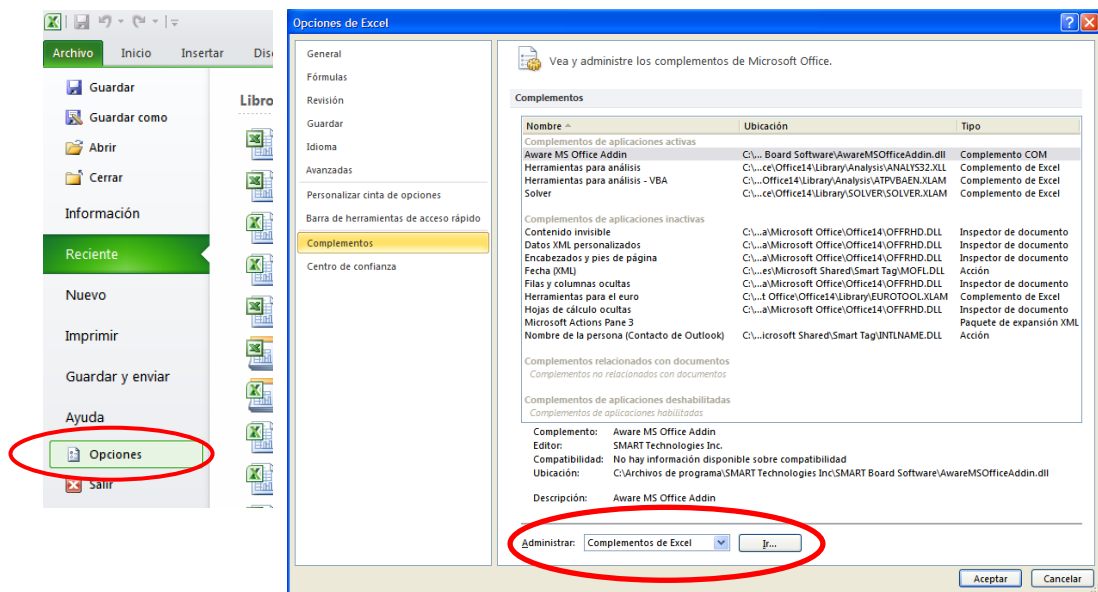 Archivo Inicio Insertar Dis
Guardar
Guardar como
Abrir
Cerrar
Información
Reciente
Nuevo
Imprimir
Guardar y enviar
Ayuda
Opciones
Salir
Libro
Opciones de Excel
General
Fórmulas
Revisión
Guardar
Idioma
Avanzadas
Personalizar cinta de opciones
Barra de herramientas de acceso rápido
Complementos
Centro de confianza
Vea y administre los complementos de Microsoft Office.
Complementos
Nombre Ubicación Tipo
Complementos de aplicaciones activas
Aware MS Office Addin C:\... Board Software\AwareMSOfficeAddin.dll Complemento COM
Herramientas para análisis C:\...ce\Office14\Library\Analysis\ANALYS32.XLL Complemento de Excel
Herramientas para análisis - VBA C:\...Office14\Library\Analysis\ATPVBAEN.XLAM Complemento de Excel
Solver C:\...ce\Office14\Library\SOLVER\SOLVER.XLAM Complemento de Excel
Complementos de aplicaciones inactivas
Contenido invisible C:\...a\Microsoft Office\Office14\OFFRHD.DLL Inspector de documento
Datos XML personalizados C:\...a\Microsoft Office\Office14\OFFRHD.DLL Inspector de documento
Encabezados y pies de página C:\...a\Microsoft Office\Office14\OFFRHD.DLL Inspector de documento
Fecha (XML) C:\...es\Microsoft Shared\Smart Tag\MOFL.DLL Acción
Filas y columnas ocultas C:\...a\Microsoft Office\Office14\OFFRHD.DLL Inspector de documento
Herramientas para el euro C:\...t Office\Office14\Library\EUROTOOL.XLAM Complemento de Excel
Hojas de cálculo ocultas C:\...a\Microsoft Office\Office14\OFFRHD.DLL Inspector de documento
Microsoft Actions Pane 3 Paquete de expansión XML
Nombre de la persona (Contacto de Outlook) C:\...icrosoft Shared\Smart Tag\INTLNAME.DLL Acción
Complementos relacionados con documentos
Complementos no relacionados con documentos
Complementos de aplicaciones deshabilitadas
Complementos de aplicaciones habilitadas
Complemento: Aware MS Office Addin
Editor: SMART Technologies Inc.
Compatibilidad: No hay información disponible sobre compatibilidad
Ubicación: C:\Archivos de programa\SMART Technologies Inc\SMART Board Software\AwareMSOfficeAddin.dll
Descripción: Aware MS Office Addin
Administrar: Complementos de Excel Ir...
Aceptar Cancelar